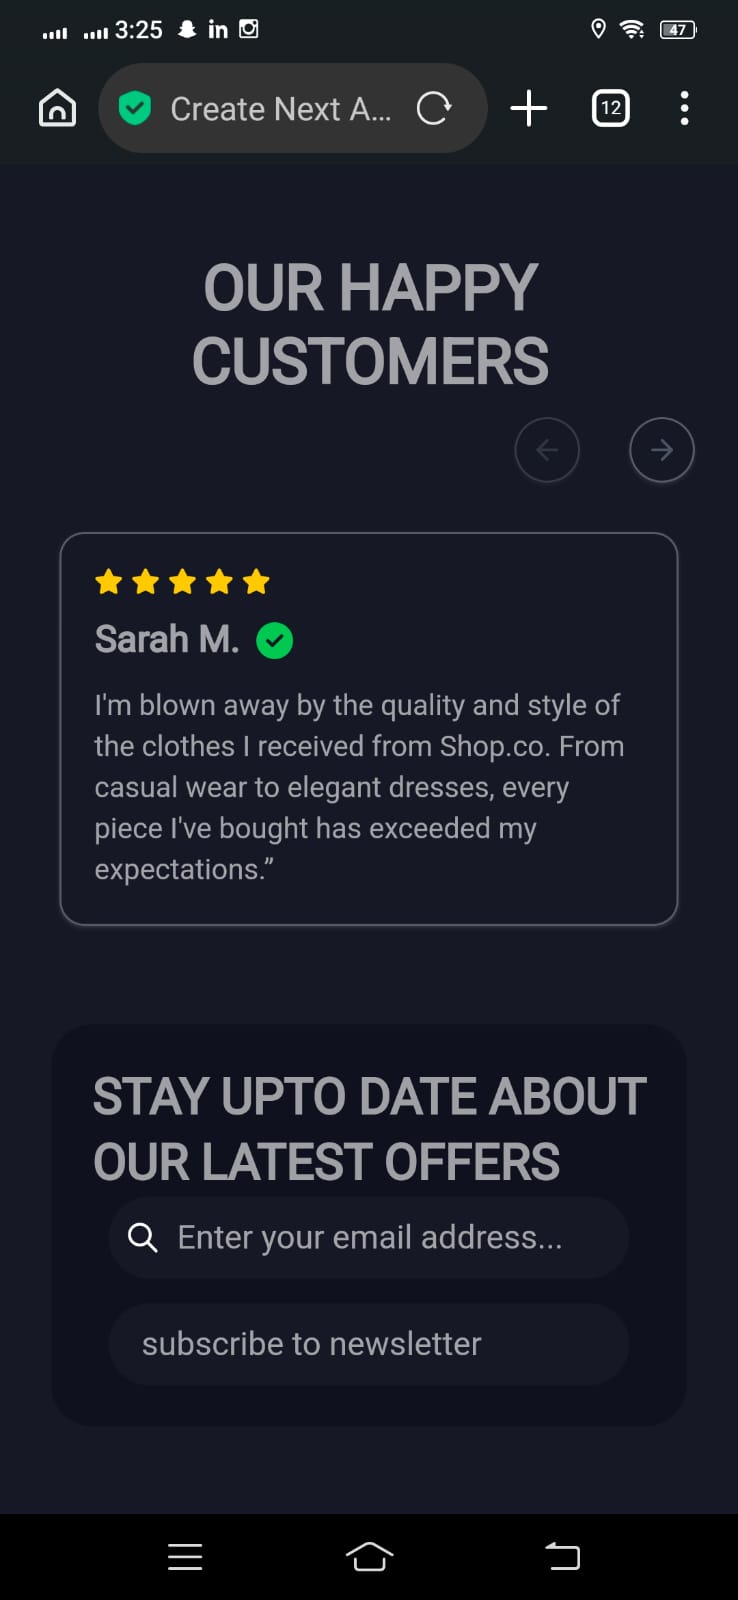 3:25 in 47
Create Next A... 12
OUR HAPPY
CUSTOMERS
Sarah M.
I'm blown away by the quality and style of
the clothes I received from Shop.co. From
casual wear to elegant dresses, every
piece I've bought has exceeded my
expectations.”
STAY UPTO DATE ABOUT
OUR LATEST OFFERS
Enter your email address...
subscribe to newsletter